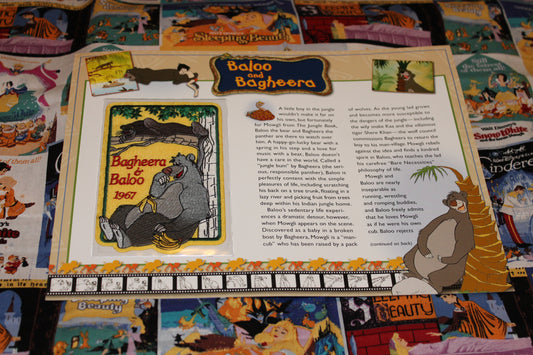 Sleeping Beauty
Baloo
and
Bagheera
Bagheera
&
Baloo
1967
A little boy in the jungle
wouldn't make it far on
his own, but fortunately
for Mowgli from The Jungle Book,
Baloo the bear and Bagheera the
panther are there to watch over
him. A happy-go-lucky bear with a
spring in his step and a love for
music with a beat, Baloo doesn't
have a care in the world. Called a
"jungle bum" by Bagheera (the seri-
ous, responsible panther), Baloo is
perfectly content with the simple
pleasures of life, including scratching
his back on a tree trunk, floating in a
lazy river and picking fruit from trees
deep within his Indian jungle home.
Baloo's sedentary life experi-
ences a dramatic detour, however,
when Mowgli appears on the scene.
Discovered as a baby in a broken
boat by Bagheera, Mowgli is a "man-
cub" who has been raised by a pack
of wolves. As the young lad grows
and becomes more susceptible to
the dangers of the jungle—including
the wily snake Kaa and the villainous
tiger Shere Khan—the wolf council
commissions Bagheera to return the
boy to his man-village. Mowgli rebels
against the idea and finds a kindred
spirit in Baloo, who teaches the lad
his carefree "Bare Necessities"
philosophy of life.
Mowgli and
Baloo are nearly
inseparable as
running, wrestling
and romping buddies,
and Baloo freely admits
that he loves Mowgli
as if he were his own
cub. Baloo rejects
(continued on back)
Snow White
Cinderella
Beauty
SLEEPING
BEAUTY